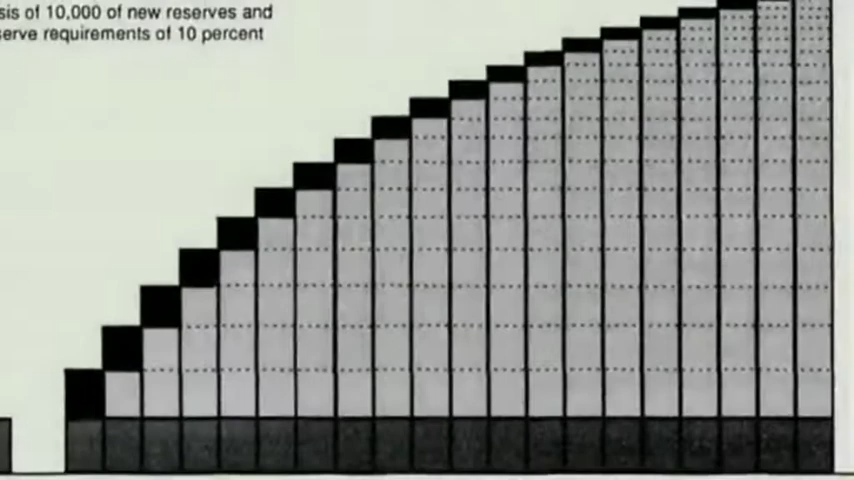 sis of 10,000 of new reserves and
serve requirements of 10 percent